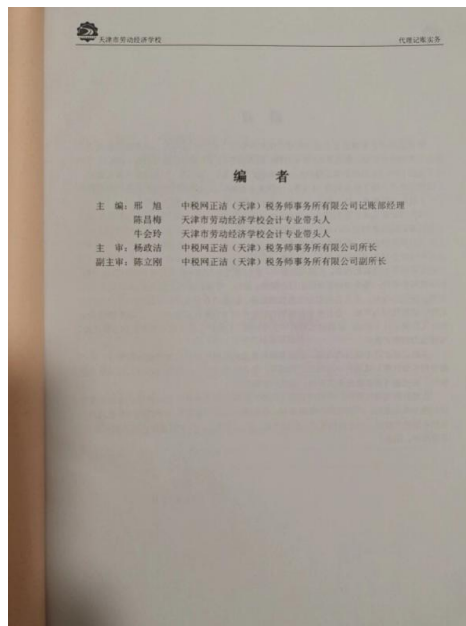 天津市劳动经济学校 代理记账实务
编 者
主 编：邢 旭 中税网正洁（天津）税务师事务所有限公司记账部经理
陈昌梅 天津市劳动经济学校会计专业带头人
牛会玲 天津市劳动经济学校会计专业带头人
主 审：杨政洁 中税网正洁（天津）税务师事务所有限公司所长
副主审：陈立刚 中税网正洁（天津）税务师事务所有限公司副所长